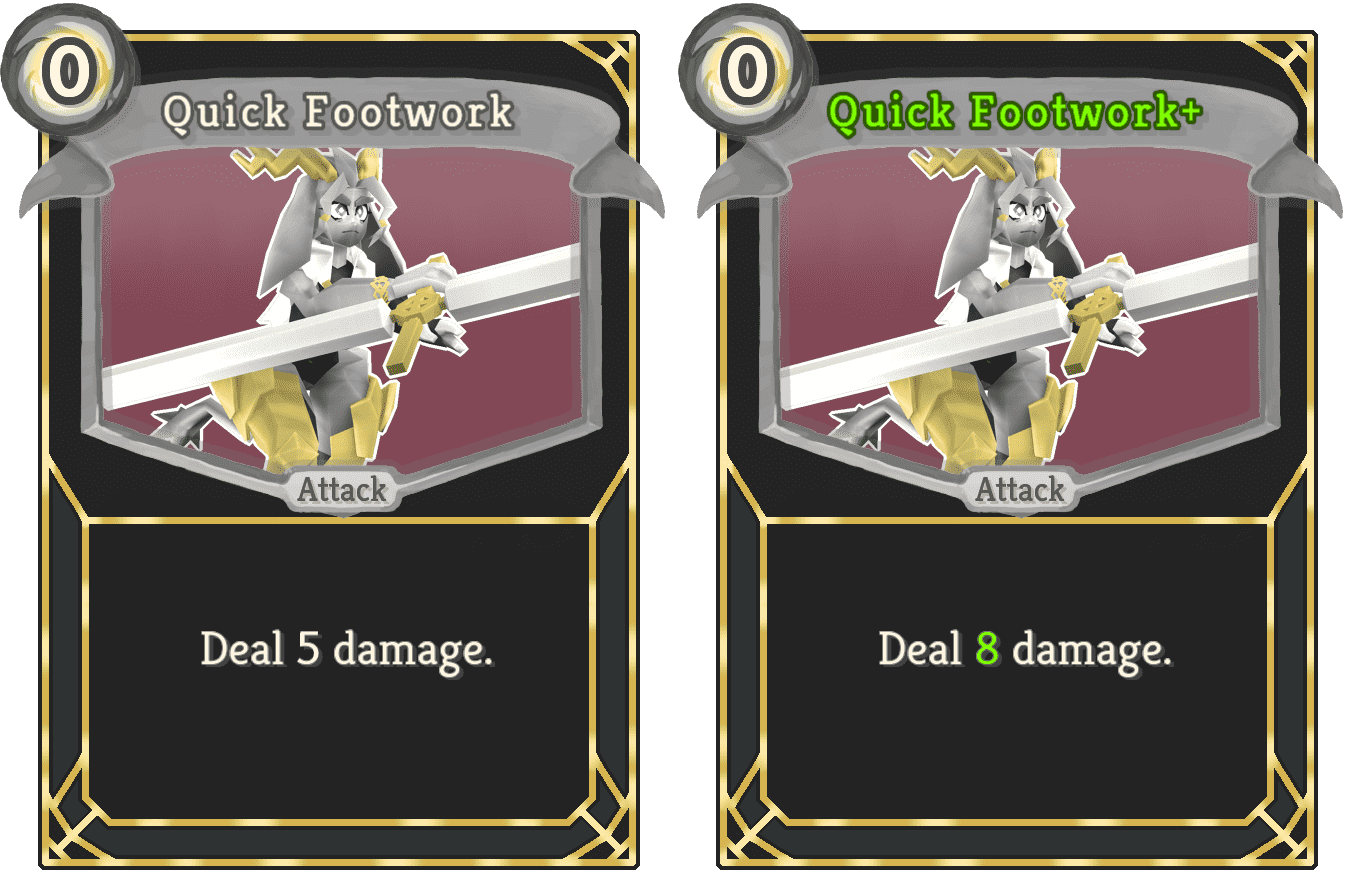 0
Quick Footwork
Attack
Deal 5 damage.
0
Quick Footwork+
Attack
Deal 8 damage.